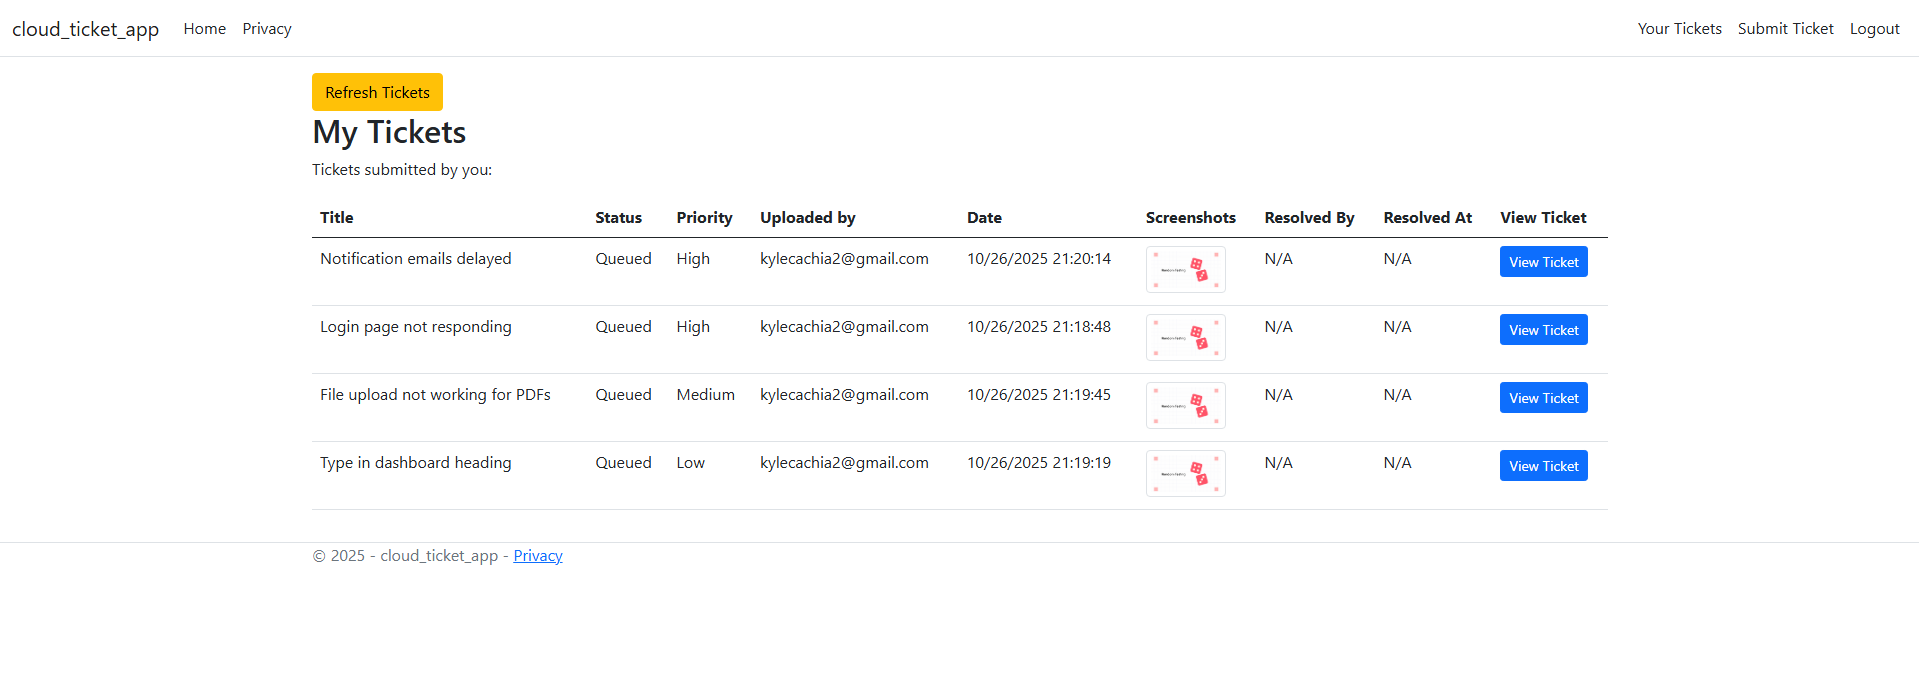 cloud_ticket_app Home Privacy Your Tickets Submit Ticket Logout
Refresh Tickets
My Tickets
Tickets submitted by you:
Title Status Priority Uploaded by Date Screenshots Resolved By Resolved At View Ticket
Notification emails delayed Queued High kylecachia2@gmail.com 10/26/2025 21:20:14 N/A N/A View Ticket
Login page not responding Queued High kylecachia2@gmail.com 10/26/2025 21:18:48 N/A N/A View Ticket
File upload not working for PDFs Queued Medium kylecachia2@gmail.com 10/26/2025 21:19:45 N/A N/A View Ticket
Type in dashboard heading Queued Low kylecachia2@gmail.com 10/26/2025 21:19:19 N/A N/A View Ticket
© 2025 - cloud_ticket_app - Privacy